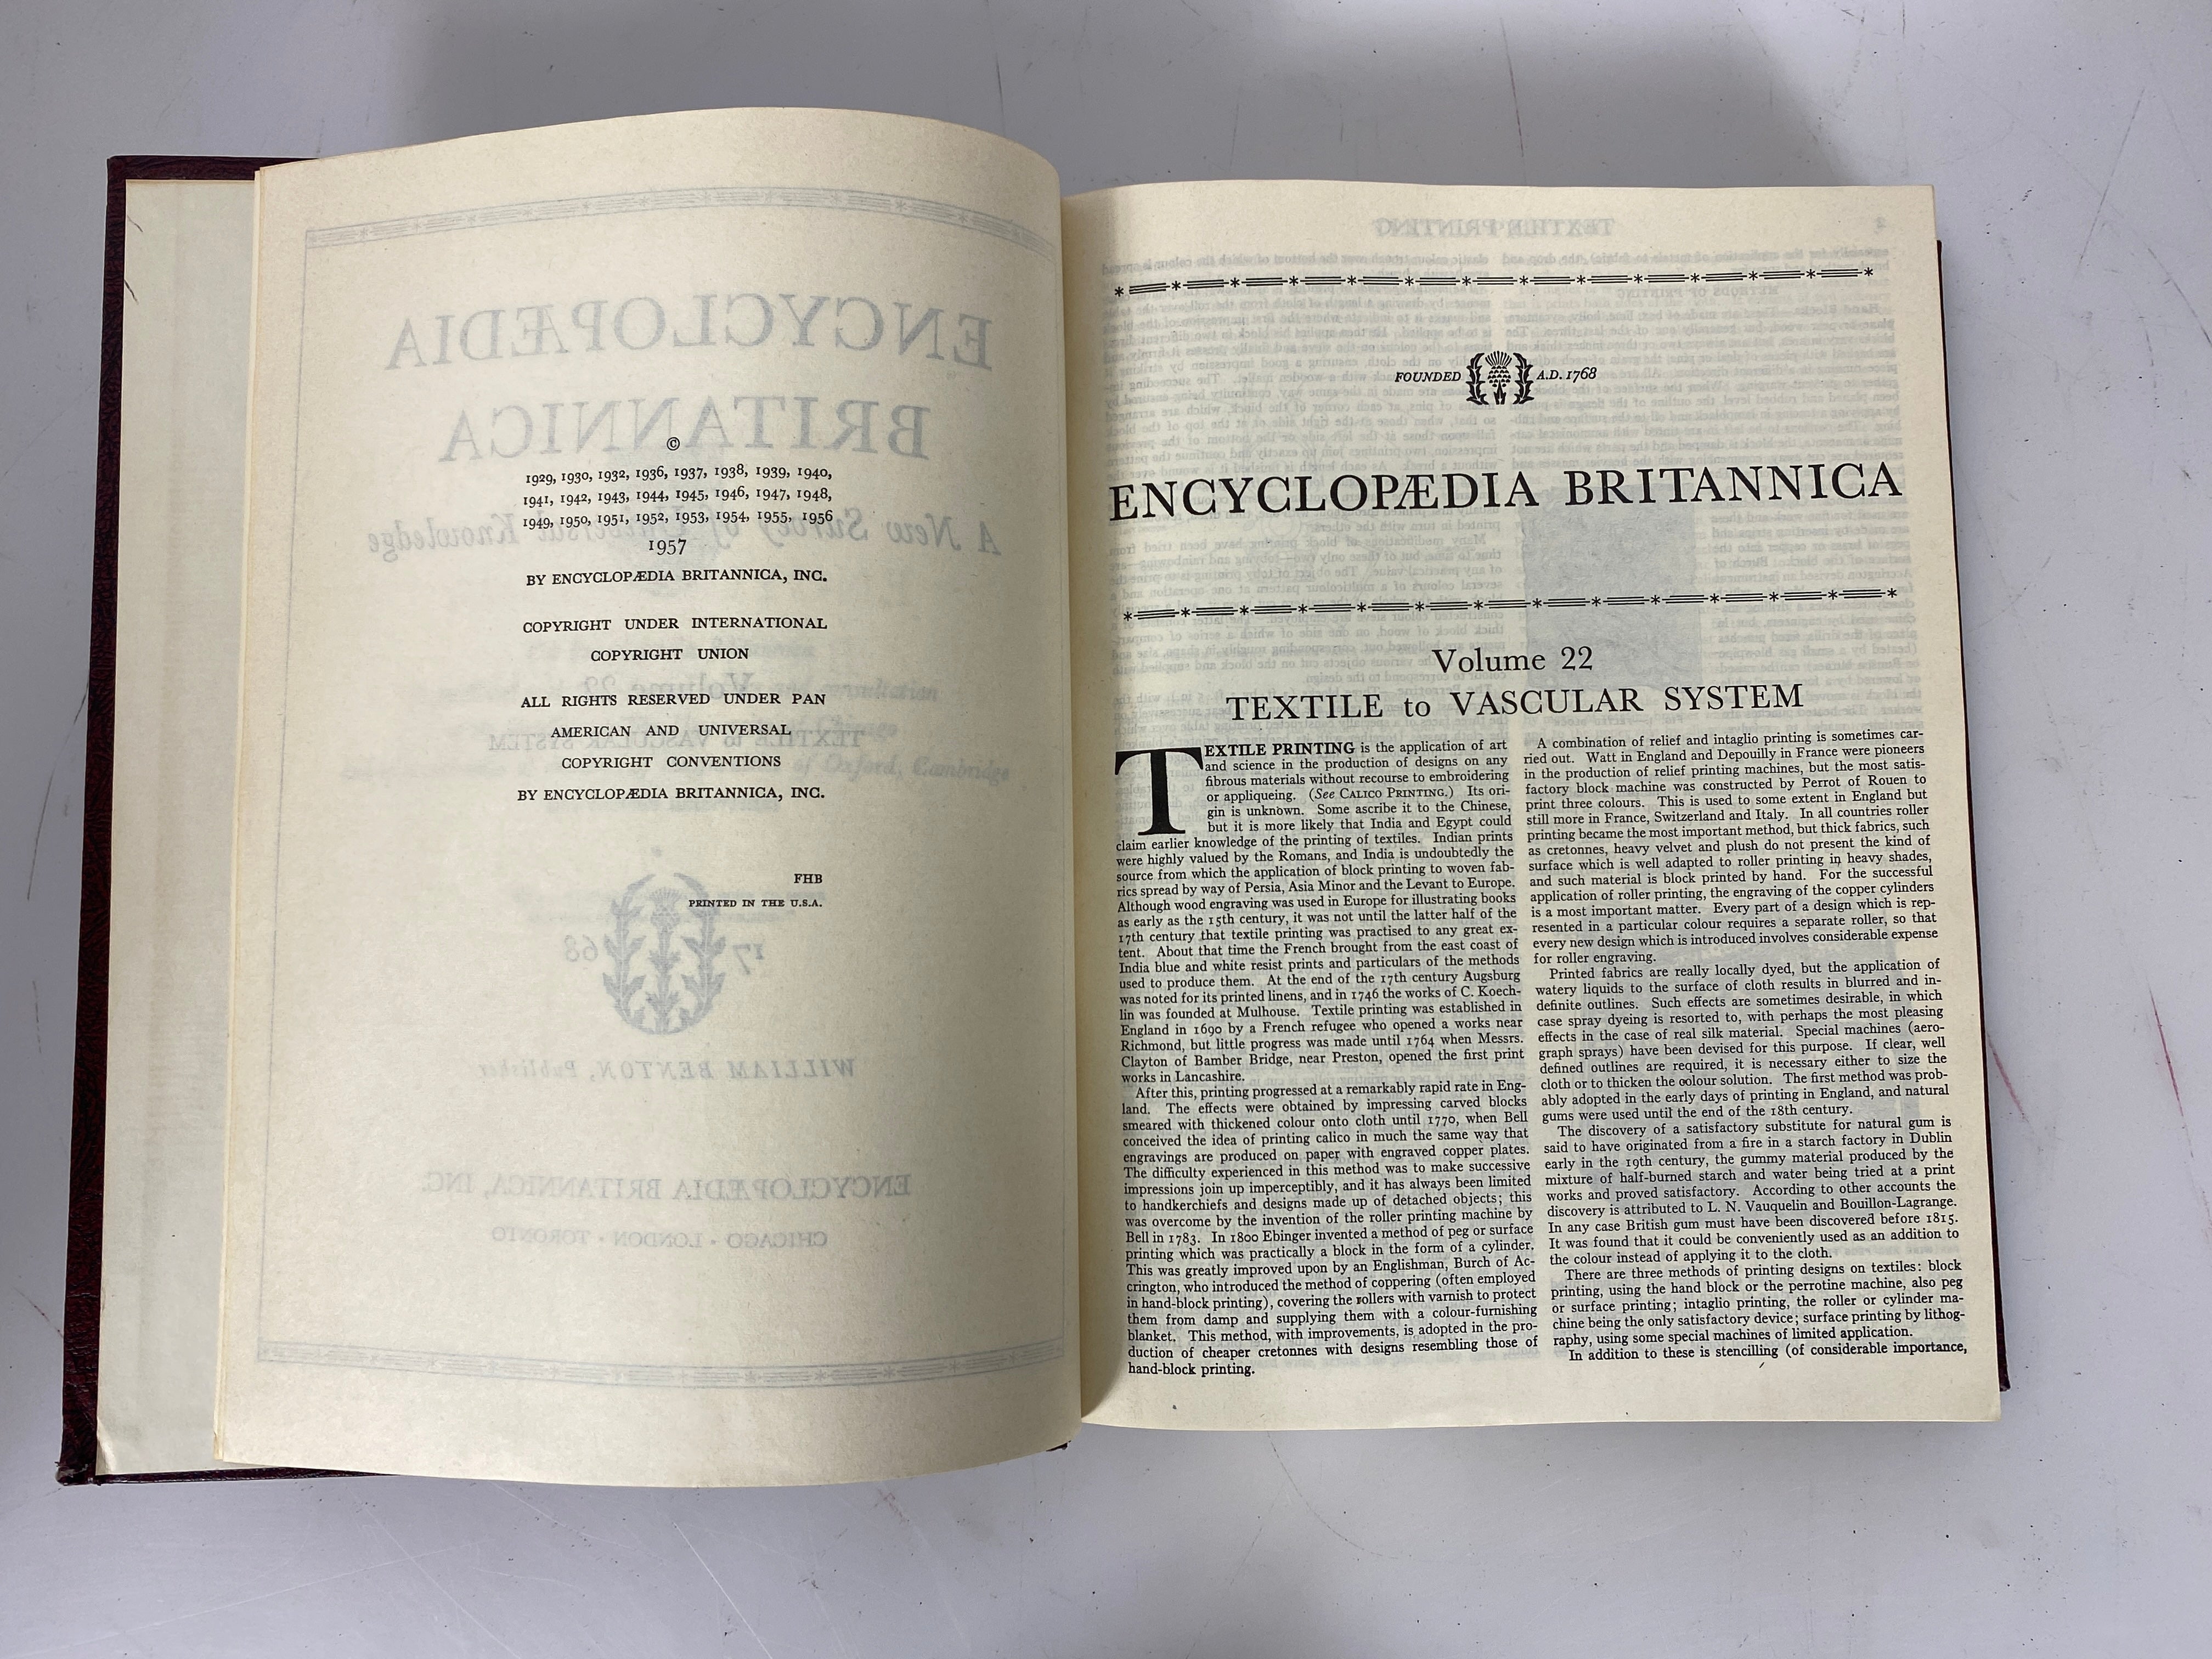 ©
1929, 1930, 1932, 1936, 1937, 1938, 1939, 1940,
1941, 1942, 1943, 1944, 1945, 1946, 1947, 1948,
1949, 1950, 1951, 1952, 1953, 1954, 1955, 1956
1957
BY ENCYCLOPÆDIA BRITANNICA, INC.
COPYRIGHT UNDER INTERNATIONAL
COPYRIGHT UNION
ALL RIGHTS RESERVED UNDER PAN
AMERICAN AND UNIVERSAL
COPYRIGHT CONVENTIONS
BY ENCYCLOPÆDIA BRITANNICA, INC.
FHB
PRINTED IN THE U.S.A.
FOUNDED A.D. 1768
ENCYCLOPÆDIA BRITANNICA
Volume 22
TEXTILE to VASCULAR SYSTEM
TEXTILE PRINTING is the application of art
and science in the production of designs on any
fibrous materials without recourse to embroidering
or appliqueing. (See CALICO PRINTING.) Its ori-
gin is unknown. Some ascribe it to the Chinese,
but it is more likely that India and Egypt could
claim earlier knowledge of the printing of textiles. Indian prints
were highly valued by the Romans, and India is undoubtedly the
source from which the application of block printing to woven fab-
rics spread by way of Persia, Asia Minor and the Levant to Europe.
Although wood engraving was used in Europe for illustrating books
as early as the 15th century, it was not until the latter half of the
17th century that textile printing was practised to any great ex-
tent. About that time the French brought from the east coast of
India blue and white resist prints and particulars of the methods
used to produce them. At the end of the 17th century Augsburg
was noted for its printed linens, and in 1746 the works of C. Koech-
lin was founded at Mulhouse. Textile printing was established in
England in 1690 by a French refugee who opened a works near
Richmond, but little progress was made until 1764 when Messrs.
Clayton of Bamber Bridge, near Preston, opened the first print
works in Lancashire.
After this, printing progressed at a remarkably rapid rate in Eng-
land. The effects were obtained by impressing carved blocks
smeared with thickened colour onto cloth until 1770, when Bell
conceived the idea of printing calico in much the same way that
engravings are produced on paper with engraved copper plates.
The difficulty experienced in this method was to make successive
impressions join up imperceptibly, and it has always been limited
to handkerchiefs and designs made up of detached objects; this
was overcome by the invention of the roller printing machine by
Bell in 1783. In 1800 Ebinger invented a method of peg or surface
printing which was practically a block in the form of a cylinder.
This was greatly improved upon by an Englishman, Burch of Ac-
crington, who introduced the method of coppering (often employed
in hand-block printing), covering the rollers with varnish to protect
them from damp and supplying them with a colour-furnishing
blanket. This method, with improvements, is adopted in the pro-
duction of cheaper cretonnes with designs resembling those of
hand-block printing.
A combination of relief and intaglio printing is sometimes car-
ried out. Watt in England and Depouilly in France were pioneers
in the production of relief printing machines, but the most satis-
factory block machine was constructed by Perrot of Rouen to
print three colours. This is used to some extent in England but
still more in France, Switzerland and Italy. In all countries roller
printing became the most important method, but thick fabrics, such
as cretonnes, heavy velvet and plush do not present the kind of
surface which is well adapted to roller printing in heavy shades,
and such material is block printed by hand. For the successful
application of roller printing, the engraving of the copper cylinders
is a most important matter. Every part of a design which is rep-
resented in a particular colour requires a separate roller, so that
every new design which is introduced involves considerable expense
for roller engraving.
Printed fabrics are really locally dyed, but the application of
watery liquids to the surface of cloth results in blurred and in-
definite outlines. Such effects are sometimes desirable, in which
case spray dyeing is resorted to, with perhaps the most pleasing
effects in the case of real silk material. Special machines (aero-
graph sprays) have been devised for this purpose. If clear, well
defined outlines are required, it is necessary either to size the
cloth or to thicken the colour solution. The first method was prob-
ably adopted in the early days of printing in England, and natural
gums were used until the end of the 18th century.
The discovery of a satisfactory substitute for natural gum is
said to have originated from a fire in a starch factory in Dublin
early in the 19th century, the gummy material produced by the
mixture of half-burned starch and water being tried at a print
works and proved satisfactory. According to other accounts the
discovery is attributed to L. N. Vauquelin and Bouillon-Lagrange.
In any case British gum must have been discovered before 1815.
It was found that it could be conveniently used as an addition to
the colour instead of applying it to the cloth.
There are three methods of printing designs on textiles: block
printing, using the hand block or the perrotine machine, also peg
or surface printing; intaglio printing, the roller or cylinder ma-
chine being the only satisfactory device; surface printing by lithog-
raphy, using some special machines of limited application.
In addition to these is stencilling (of considerable importance,